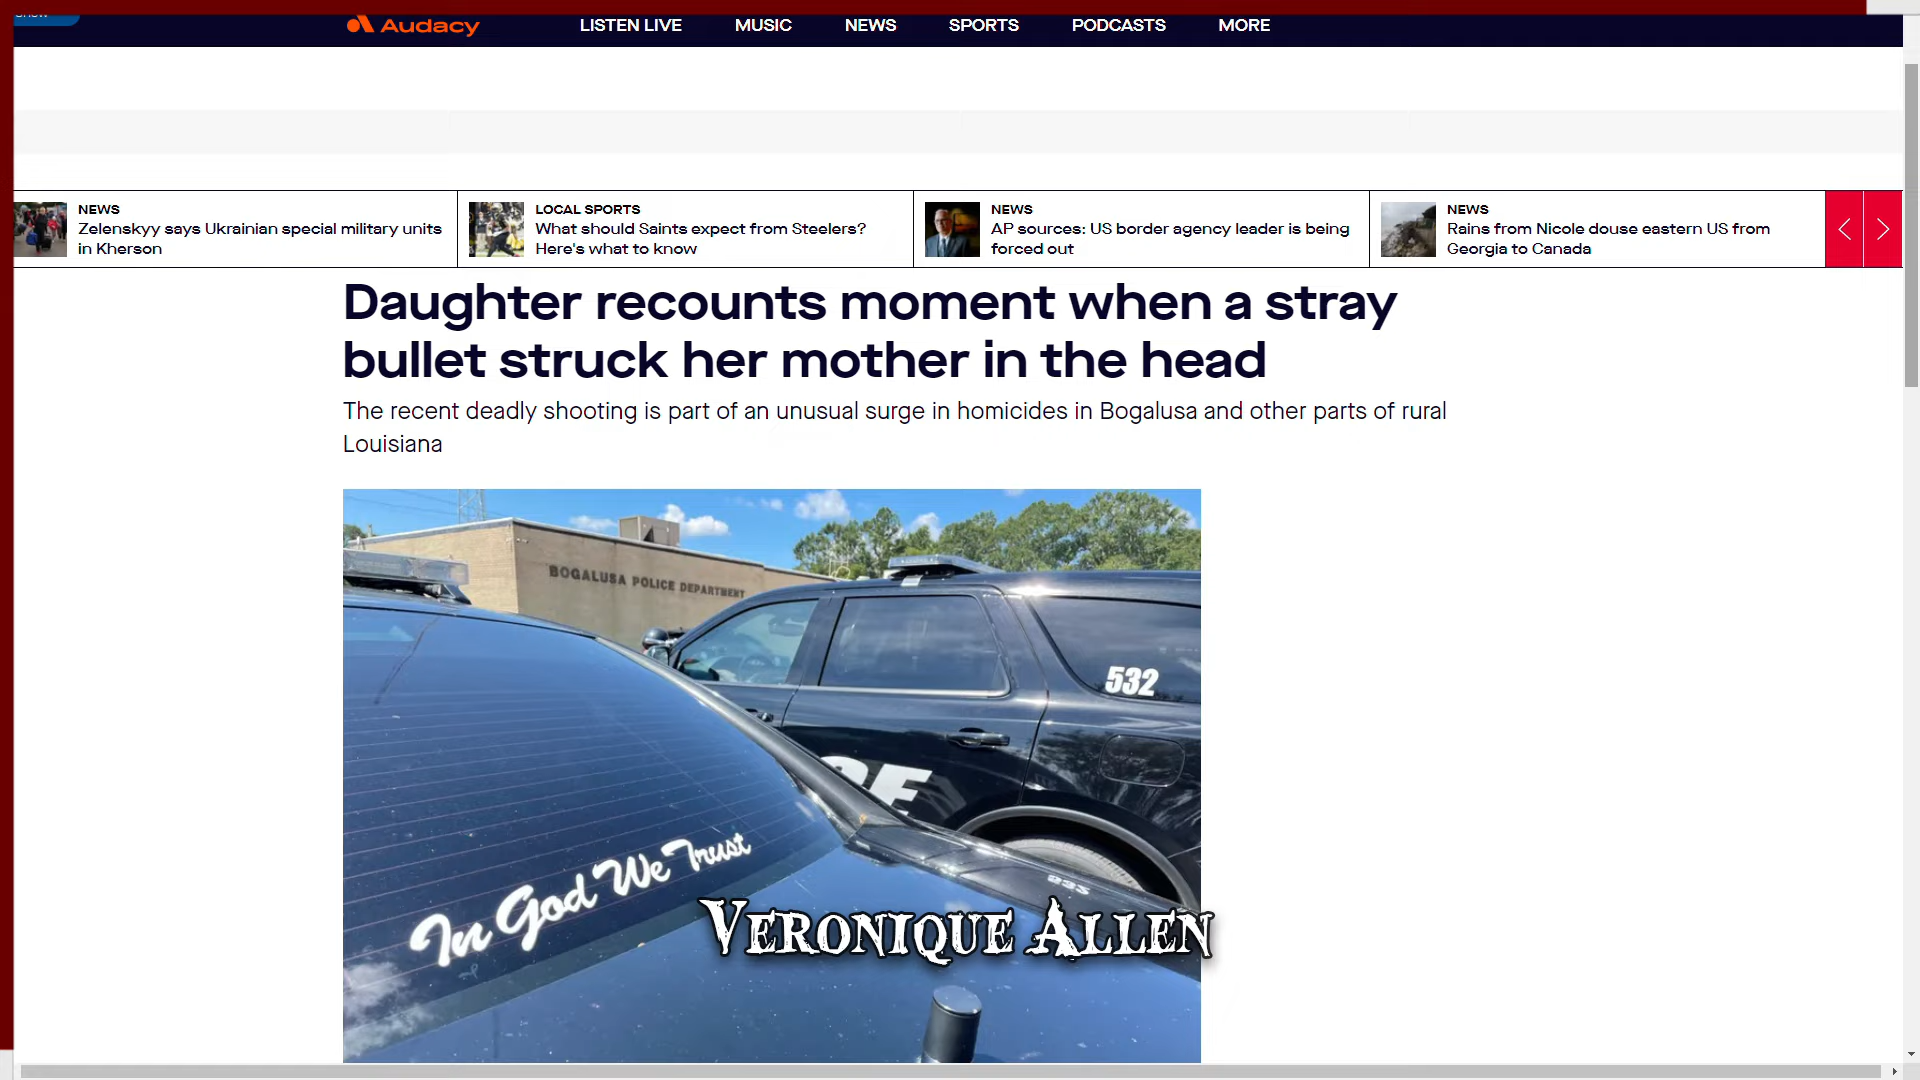 Audacy
LISTEN LIVE
MUSIC
NEWS
SPORTS
PODCASTS
MORE
NEWS
Zelenskyy says Ukrainian special military units
in Kherson
LOCAL SPORTS
What should Saints expect from Steelers?
Here's what to know
NEWS
AP sources: US border agency leader is being
forced out
NEWS
Rains from Nicole douse eastern US from
Georgia to Canada
Daughter recounts moment when a stray
bullet struck her mother in the head
The recent deadly shooting is part of an unusual surge in homicides in Bogalusa and other parts of rural
Louisiana
BOGALUSA POLICE DEPARTMENT
532
In God We Trust
VERONIQUE ALLEN